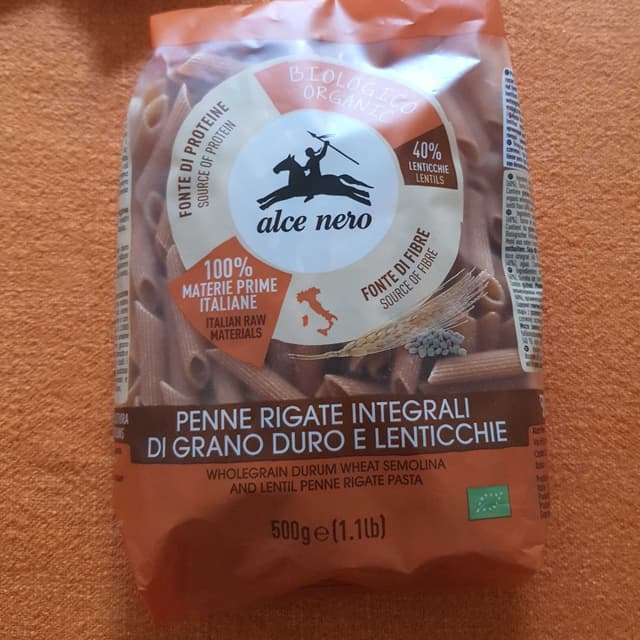 BIOLOGICO
ORGANIC
FONTE DI PROTEINE
SOURCE OF PROTEIN
40%
LENTICCHIE
LENTILS
alce nero
100%
MATERIE PRIME
ITALIANE
ITALIAN RAW
MATERIALS
FONTE DI FIBRE
SOURCE OF FIBRE
PENNE RIGATE INTEGRALI
DI GRANO DURO E LENTICCHIE
WHOLEGRAIN DURUM WHEAT SEMOLINA
AND LENTIL PENNE RIGATE PASTA
500g e (1.1lb)